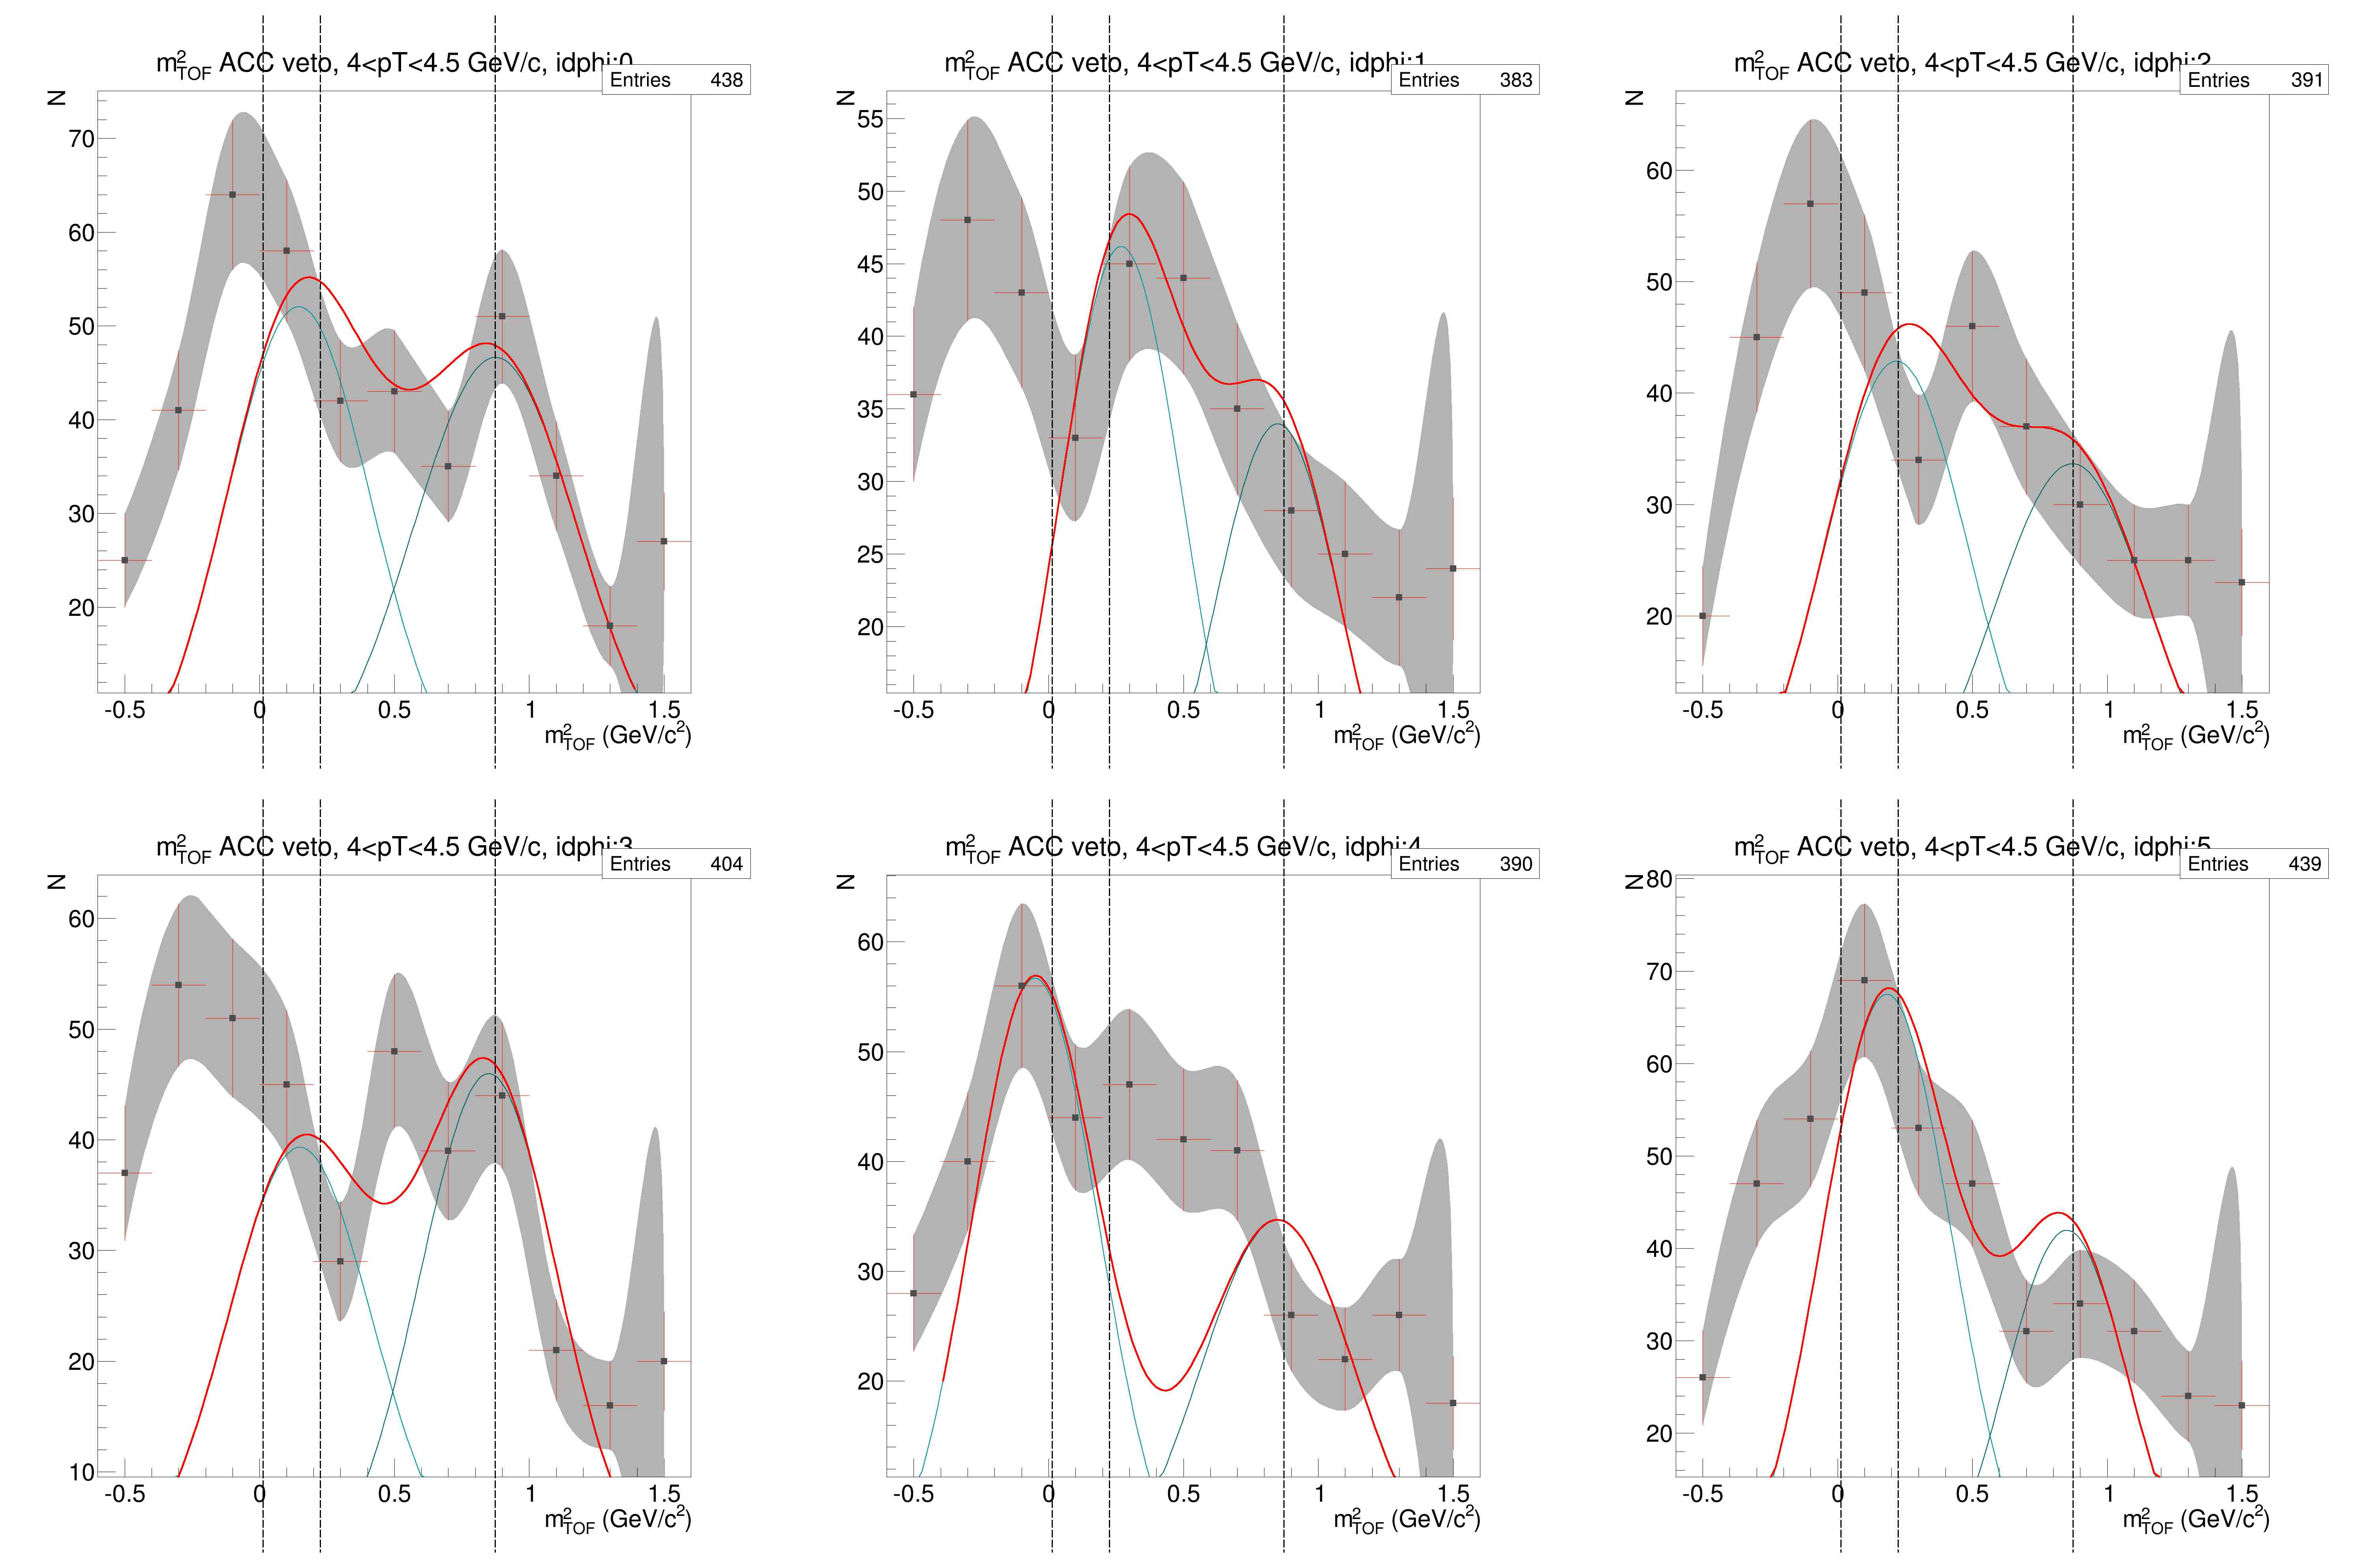 m²TOF ACC veto, 4<pT<4.5 GeV/c, idphi:0
Entries 438
N
70
60
50
40
30
20
-0.5 0 0.5 1 1.5
m²TOF (GeV/c²)
m²TOF ACC veto, 4<pT<4.5 GeV/c, idphi:1
Entries 383
N
55
50
45
40
35
30
25
20
-0.5 0 0.5 1 1.5
m²TOF (GeV/c²)
m²TOF ACC veto, 4<pT<4.5 GeV/c, idphi:2
Entries 391
N
60
50
40
30
20
-0.5 0 0.5 1 1.5
m²TOF (GeV/c²)
m²TOF ACC veto, 4<pT<4.5 GeV/c, idphi:3
Entries 404
N
60
50
40
30
20
10
-0.5 0 0.5 1 1.5
m²TOF (GeV/c²)
m²TOF ACC veto, 4<pT<4.5 GeV/c, idphi:4
Entries 390
N
60
50
40
30
20
-0.5 0 0.5 1 1.5
m²TOF (GeV/c²)
m²TOF ACC veto, 4<pT<4.5 GeV/c, idphi:5
Entries 439
N
80
70
60
50
40
30
20
-0.5 0 0.5 1 1.5
m²TOF (GeV/c²)